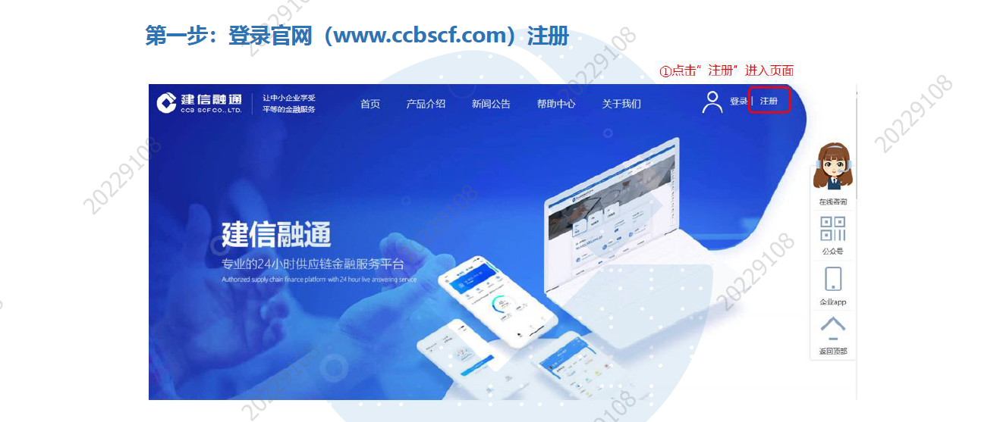 第一步：登录官网（www.ccbscf.com）注册
①点击”注册”进入页面
建信融通
CCB SCF CO., LTD.
让中小企业享受
平等的金融服务
首页
产品介绍
新闻公告
帮助中心
关于我们
登录
注册
建信融通
专业的24小时供应链金融服务平台
Authorized supply chain finance platform with 24 hour live answering service
在线咨询
公众号
企业app
返回顶部
20229108
20229108
20229108
20229108
20229108
20229108